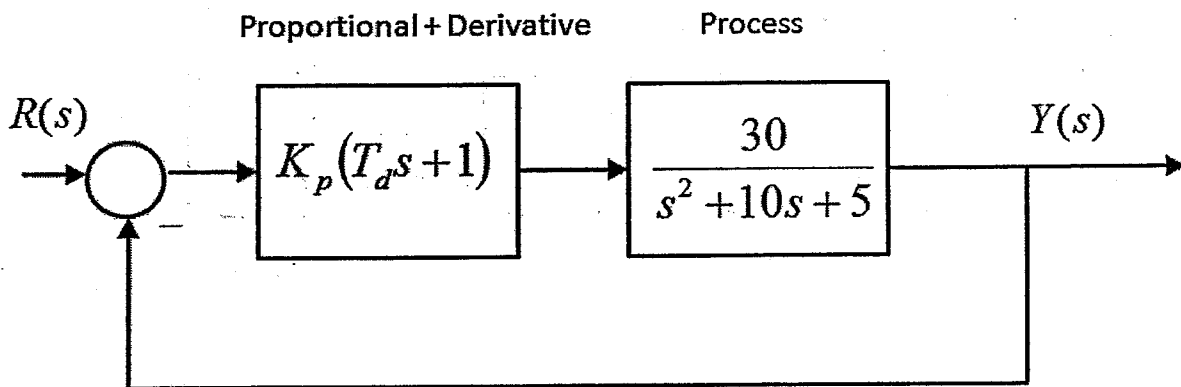 Proportional + Derivative
Process
R(s)
K_p(T_d s+1)
30
s^2+10s+5
Y(s)
−